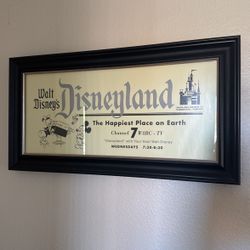 Walt
Disney's
Disneyland
The Happiest Place on Earth
Channel 7 WABC-TV
"Disneyland" with Your Host Walt Disney
WEDNESDAYS 7:30-8:30